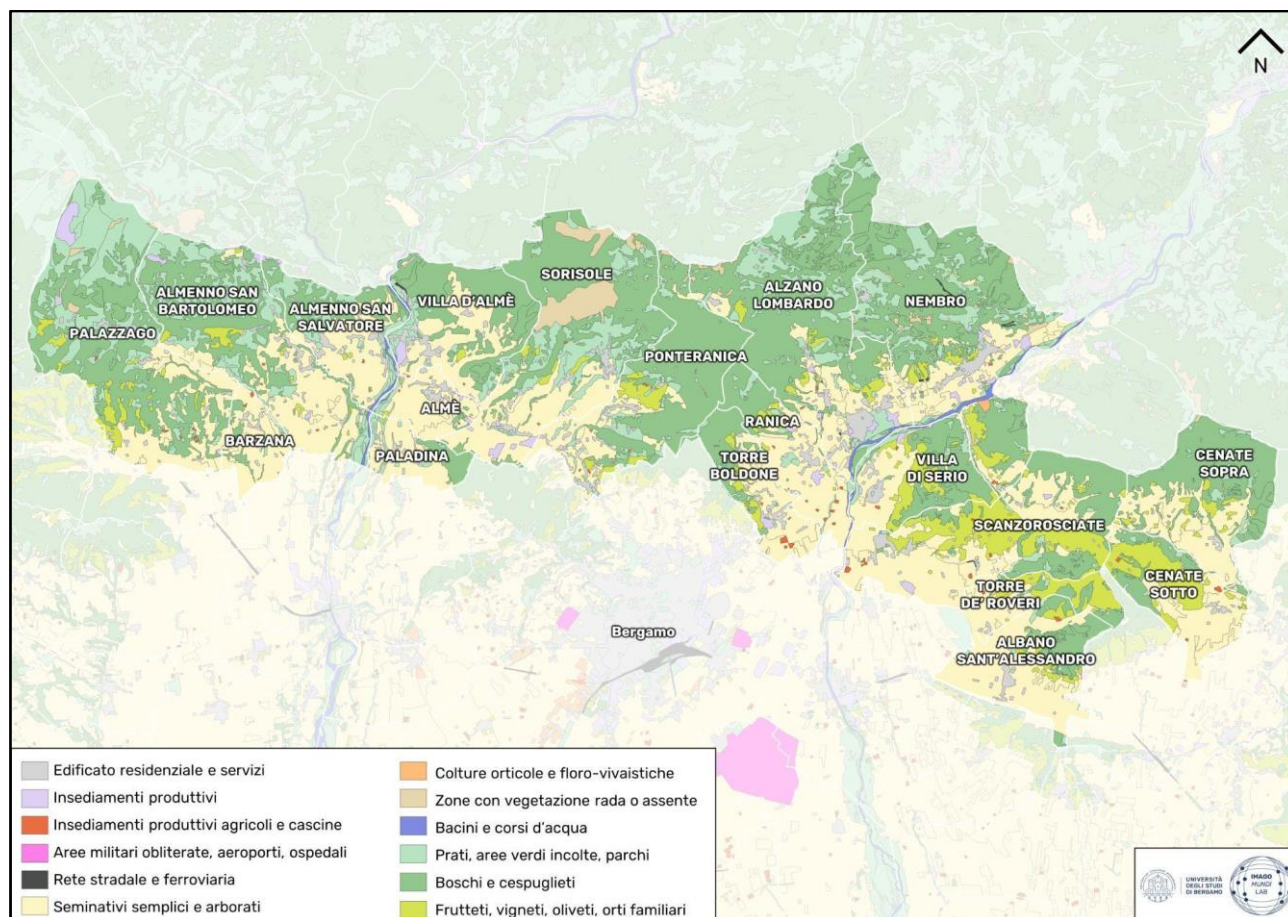 N
SORISOLE
ALMENNO SAN
BARTOLOMEO
ALMENNO SAN
SALVATORE
VILLA D'ALMÈ
ALZANO
LOMBARDO
NEMBRO
PALAZZAGO
PONTERANICA
ALMÈ
RANICA
BARZANA
PALADINA
TORRE
BOLDONE
VILLA
DI SERIO
CENATE
SOPRA
SCANZOROSCIATE
TORRE
DE' ROVERI
CENATE
SOTTO
Bergamo
ALBANO
SANT'ALESSANDRO
Edificato residenziale e servizi
Insediamenti produttivi
Insediamenti produttivi agricoli e cascine
Aree militari obliterate, aeroporti, ospedali
Rete stradale e ferroviaria
Seminativi semplici e arborati
Colture orticole e floro-vivaistiche
Zone con vegetazione rada o assente
Bacini e corsi d'acqua
Prati, aree verdi incolte, parchi
Boschi e cespuglieti
Frutteti, vigneti, oliveti, orti familiari
UNIVERSITÀ
DEGLI STUDI
DI BERGAMO
IMAGO
MUNDI
LAB